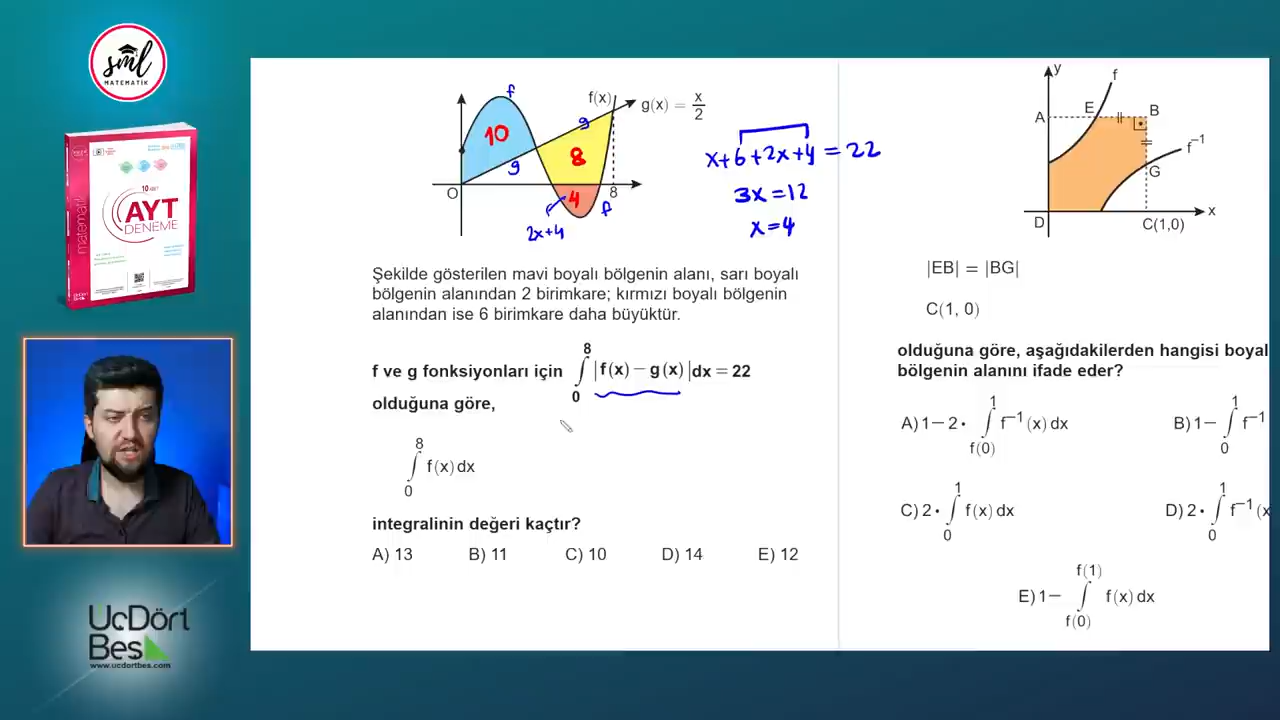 sml
MATEMATİK
matematik
10 ADET
AYT
DENEME
UcDört
Bes
www.ucdortbes.com
f
f(x)
g(x) = x/2
g
10
8
g
4
f
O
8
2x+4
x+6+2x+4 = 22
3x = 12
x = 4
Şekilde gösterilen mavi boyalı bölgenin alanı, sarı boyalı
bölgenin alanından 2 birimkare; kırmızı boyalı bölgenin
alanından ise 6 birimkare daha büyüktür.
f ve g fonksiyonları için ∫₀⁸ |f(x) − g(x)| dx = 22
olduğuna göre,
∫₀⁸ f(x) dx
integralinin değeri kaçtır?
A) 13 B) 11 C) 10 D) 14 E) 12
y
f
A
E
B
f⁻¹
G
D
C(1,0)
x
|EB| = |BG|
C(1, 0)
olduğuna göre, aşağıdakilerden hangisi boyal
bölgenin alanını ifade eder?
A) 1 − 2 • ∫_{f(0)}^{1} f⁻¹(x) dx B) 1 − ∫₀¹ f⁻¹
C) 2 • ∫₀¹ f(x) dx D) 2 • ∫₀¹ f⁻¹(x
E) 1 − ∫_{f(0)}^{f(1)} f(x) dx